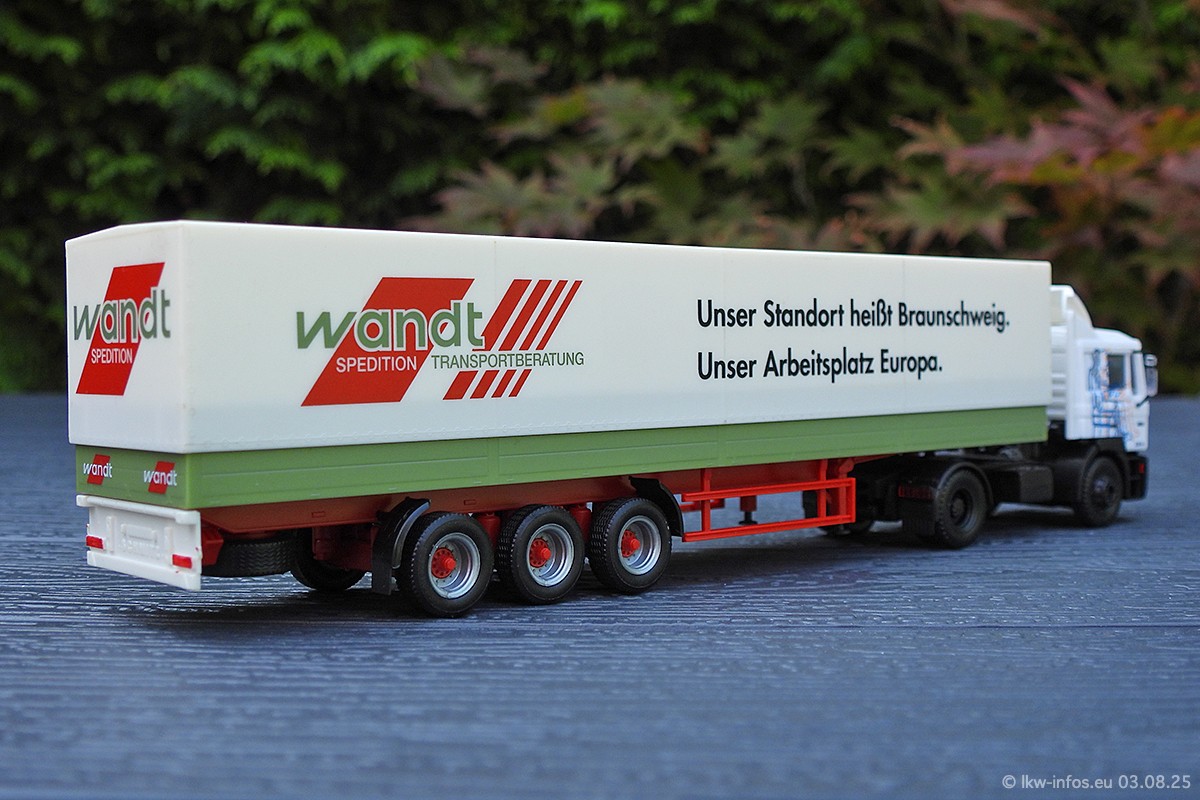 wandt
SPEDITION
wandt
SPEDITION
TRANSPORTBERATUNG
Unser Standort heißt Braunschweig.
Unser Arbeitsplatz Europa.
wandt
wandt
© lkw-infos.eu 03.08.25